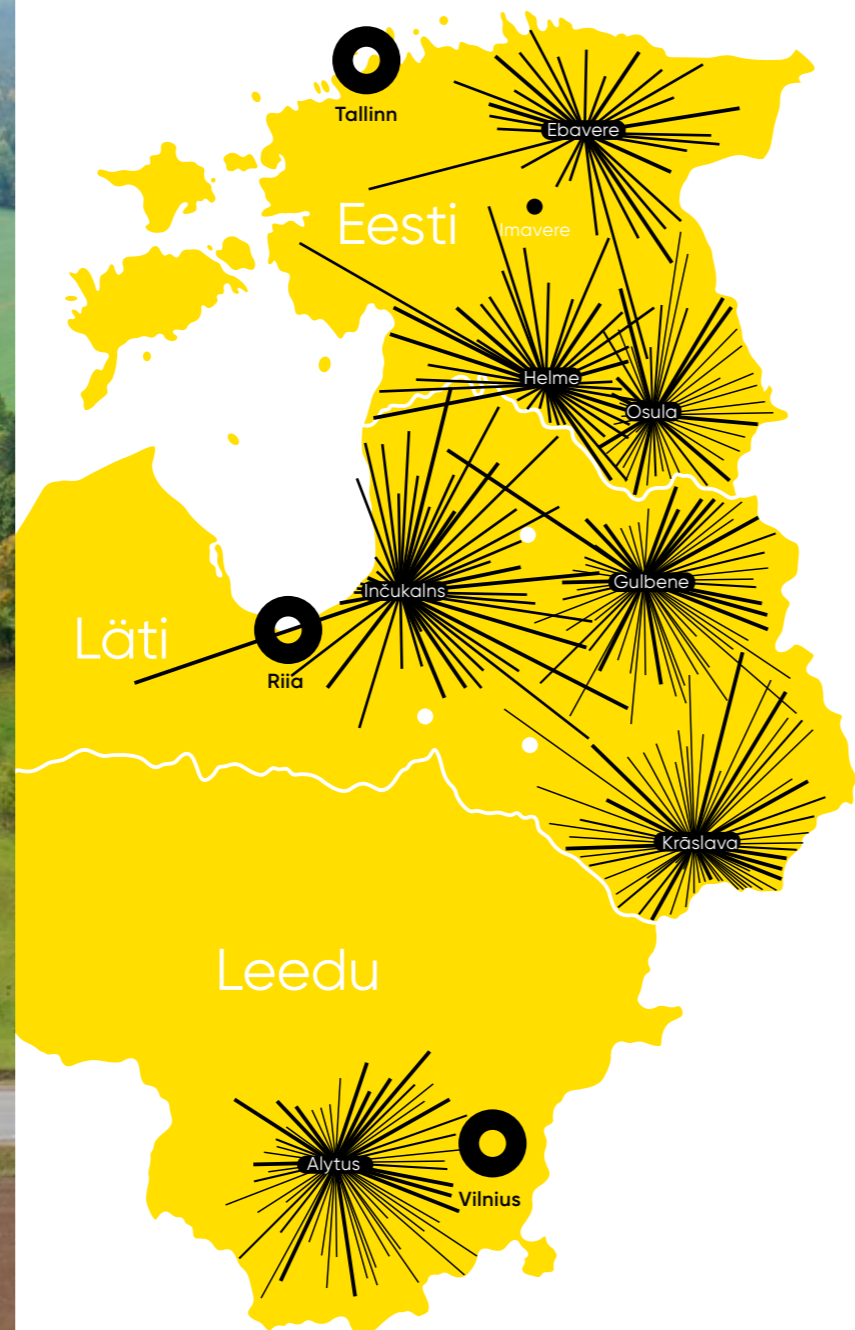 Tallinn
Ebavere
Eesti
Imavere
Helme
Osula
Gulbene
Inčukalns
Läti
Riia
Krāslava
Leedu
Alytus
Vilnius